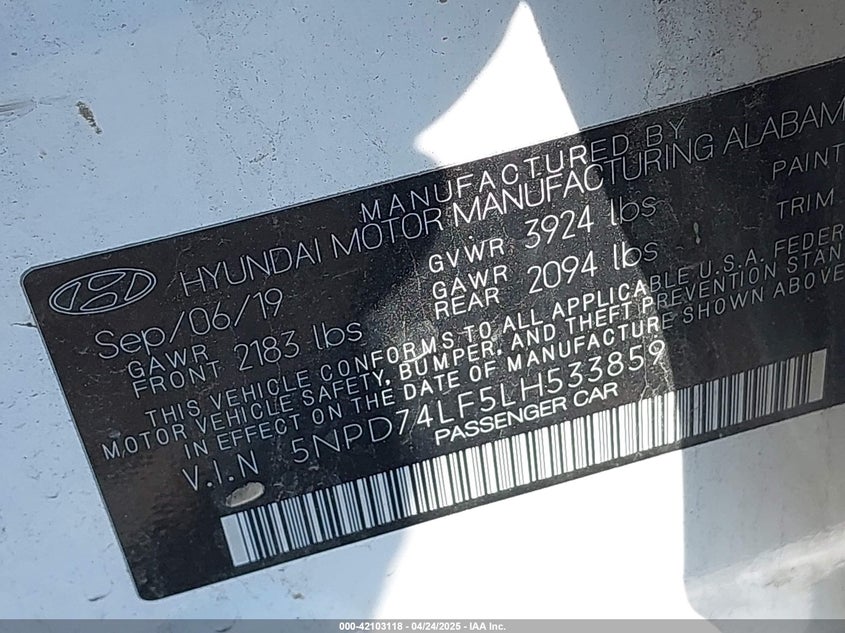 MANUFACTURED BY
HYUNDAI MOTOR MANUFACTURING ALABAM
Sep/06/19
GVWR 3924 lbs
PAINT
GAWR FRONT 2183 lbs
GAWR REAR 2094 lbs
TRIM
THIS VEHICLE CONFORMS TO ALL APPLICABLE U.S.A. FEDER
MOTOR VEHICLE SAFETY, BUMPER, AND THEFT PREVENTION STAN
IN EFFECT ON THE DATE OF MANUFACTURE SHOWN ABOVE
V.I.N 5NPD74LF5LH533859
PASSENGER CAR
000-42103118 - 04/24/2025 - IAA Inc.